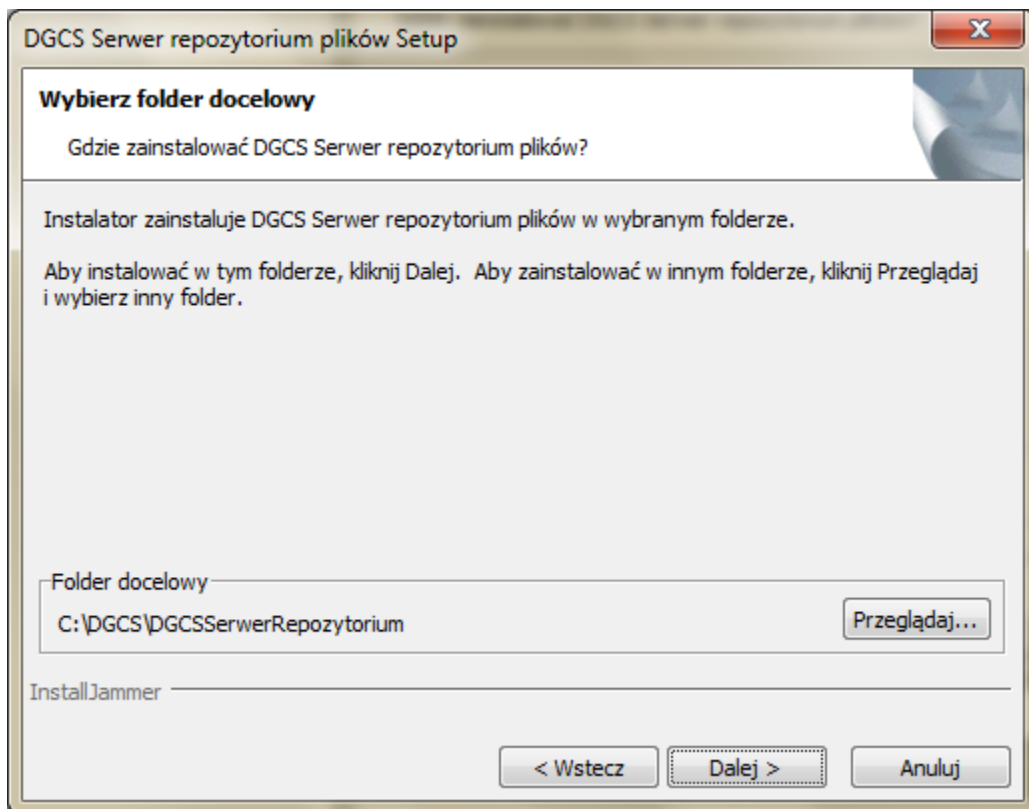 DGCS Serwer repozytorium plików Setup
Wybierz folder docelowy
Gdzie zainstalować DGCS Serwer repozytorium plików?
Instalator zainstaluje DGCS Serwer repozytorium plików w wybranym folderze.
Aby instalować w tym folderze, kliknij Dalej.  Aby zainstalować w innym folderze, kliknij Przeglądaj
i wybierz inny folder.
Folder docelowy
C:\DGCS\DGCSSerwerRepozytorium
Przeglądaj...
InstallJammer
< Wstecz
Dalej >
Anuluj